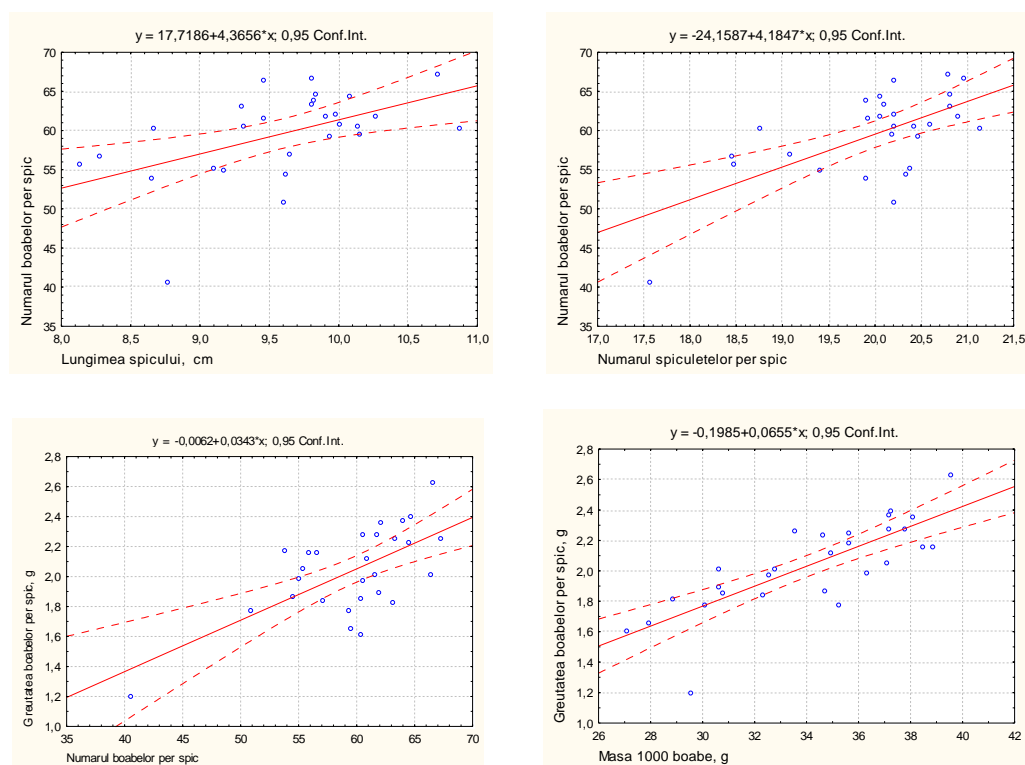 y = 17,7186+4,3656*x; 0,95 Conf.Int.
70
65
60
55
50
45
40
35
Numarul boabelor per spic
8,0 8,5 9,0 9,5 10,0 10,5 11,0
Lungimea spicului, cm
y = -24,1587+4,1847*x; 0,95 Conf.Int.
70
65
60
55
50
45
40
35
Numarul boabelor per spic
17,0 17,5 18,0 18,5 19,0 19,5 20,0 20,5 21,0 21,5
Numarul spiculetelor per spic
y = -0,0062+0,0343*x; 0,95 Conf.Int.
2,8
2,6
2,4
2,2
2,0
1,8
1,6
1,4
1,2
1,0
Greutatea boabelor per spic, g
35 40 45 50 55 60 65 70
Numarul boabelor per spic
y = -0,1985+0,0655*x; 0,95 Conf.Int.
2,8
2,6
2,4
2,2
2,0
1,8
1,6
1,4
1,2
1,0
Greutatea boabelor per spic, g
26 28 30 32 34 36 38 40 42
Masa 1000 boabe, g